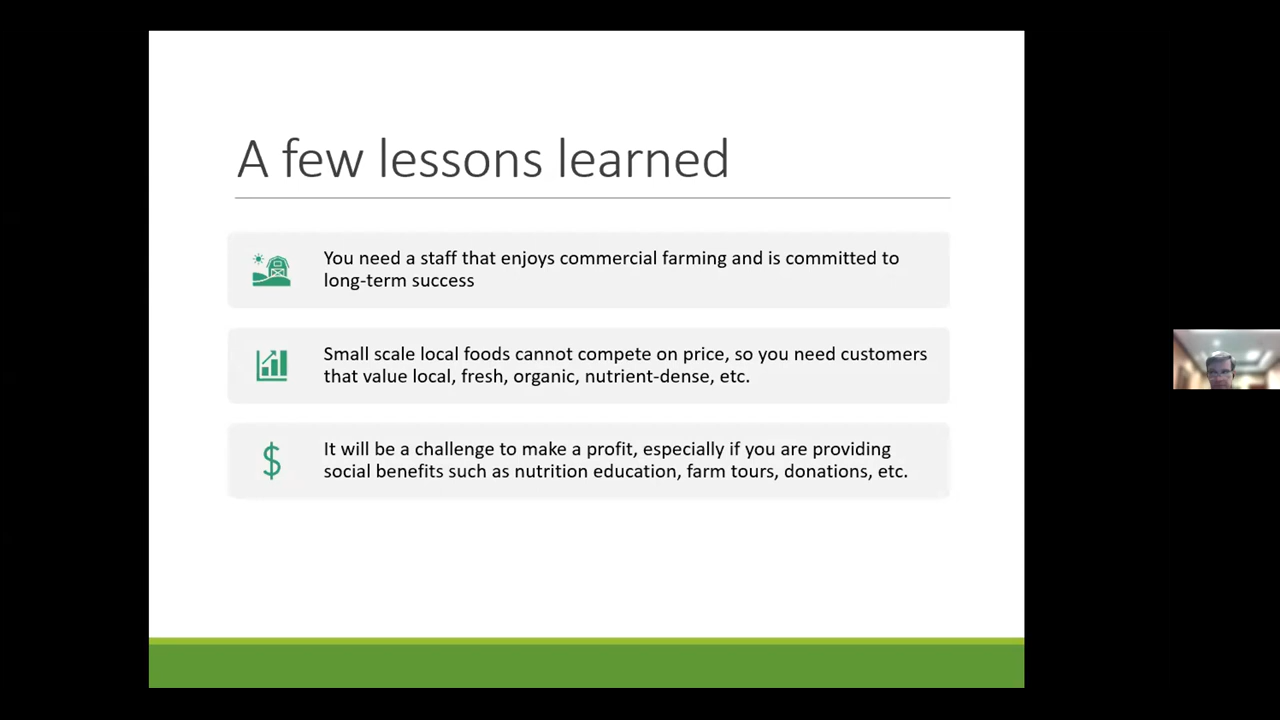 A few lessons learned
You need a staff that enjoys commercial farming and is committed to
long-term success
Small scale local foods cannot compete on price, so you need customers
that value local, fresh, organic, nutrient-dense, etc.
It will be a challenge to make a profit, especially if you are providing
social benefits such as nutrition education, farm tours, donations, etc.